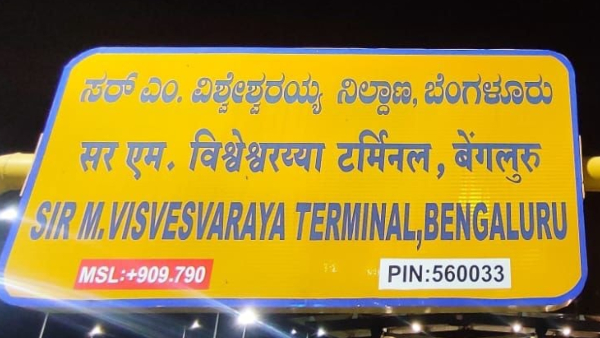 ಸರ್ ಎಂ. ವಿಶ್ವೇಶ್ವರಯ್ಯ ನಿಲ್ದಾಣ, ಬೆಂಗಳೂರು
सर एम. विश्वेश्वरय्या टर्मिनल, बेंगलुरु
SIR M.VISVESVARAYA TERMINAL,BENGALURU
MSL:+909.790 PIN:560033